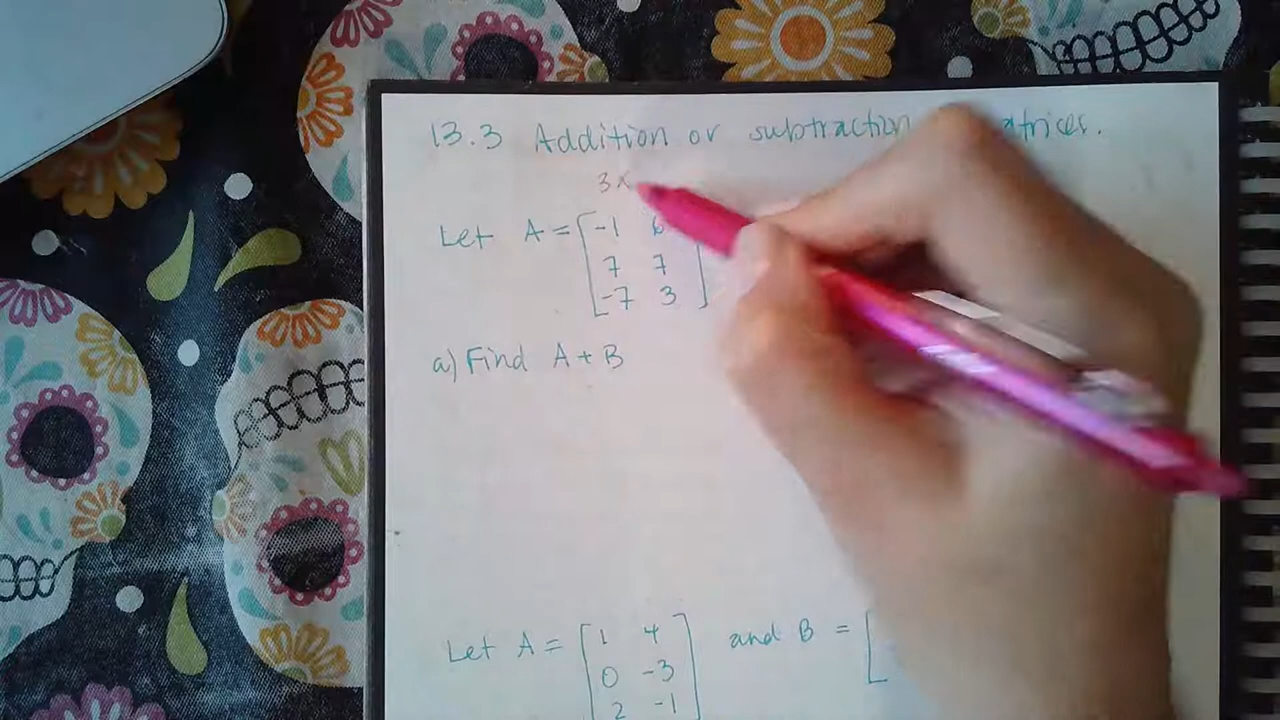 13.3 Addition or subtraction
3x
Let A = [-1 6
7 7
-7 3]
a) Find A + B
Let A = [1 4 and B = [
0 -3
2 -1